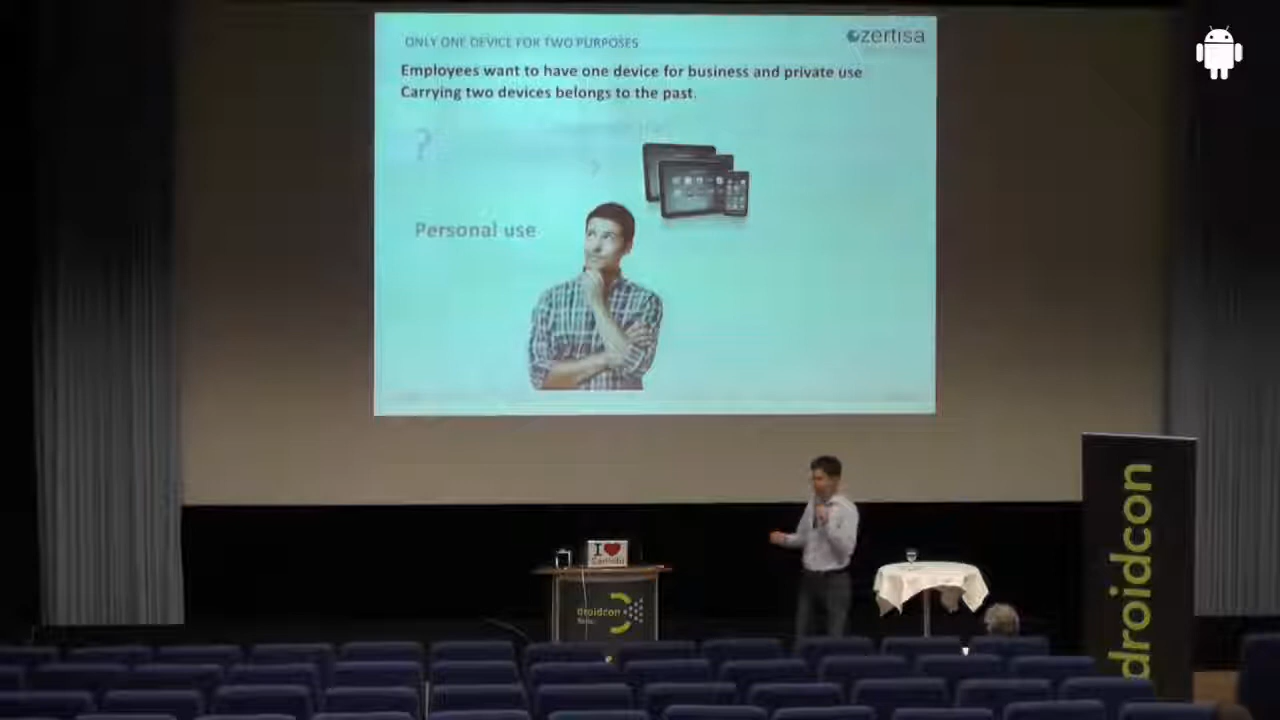 ONLY ONE DEVICE FOR TWO PURPOSES
zertisa
Employees want to have one device for business and private use
Carrying two devices belongs to the past.
?
Personal use
I
droidcon
droidcon